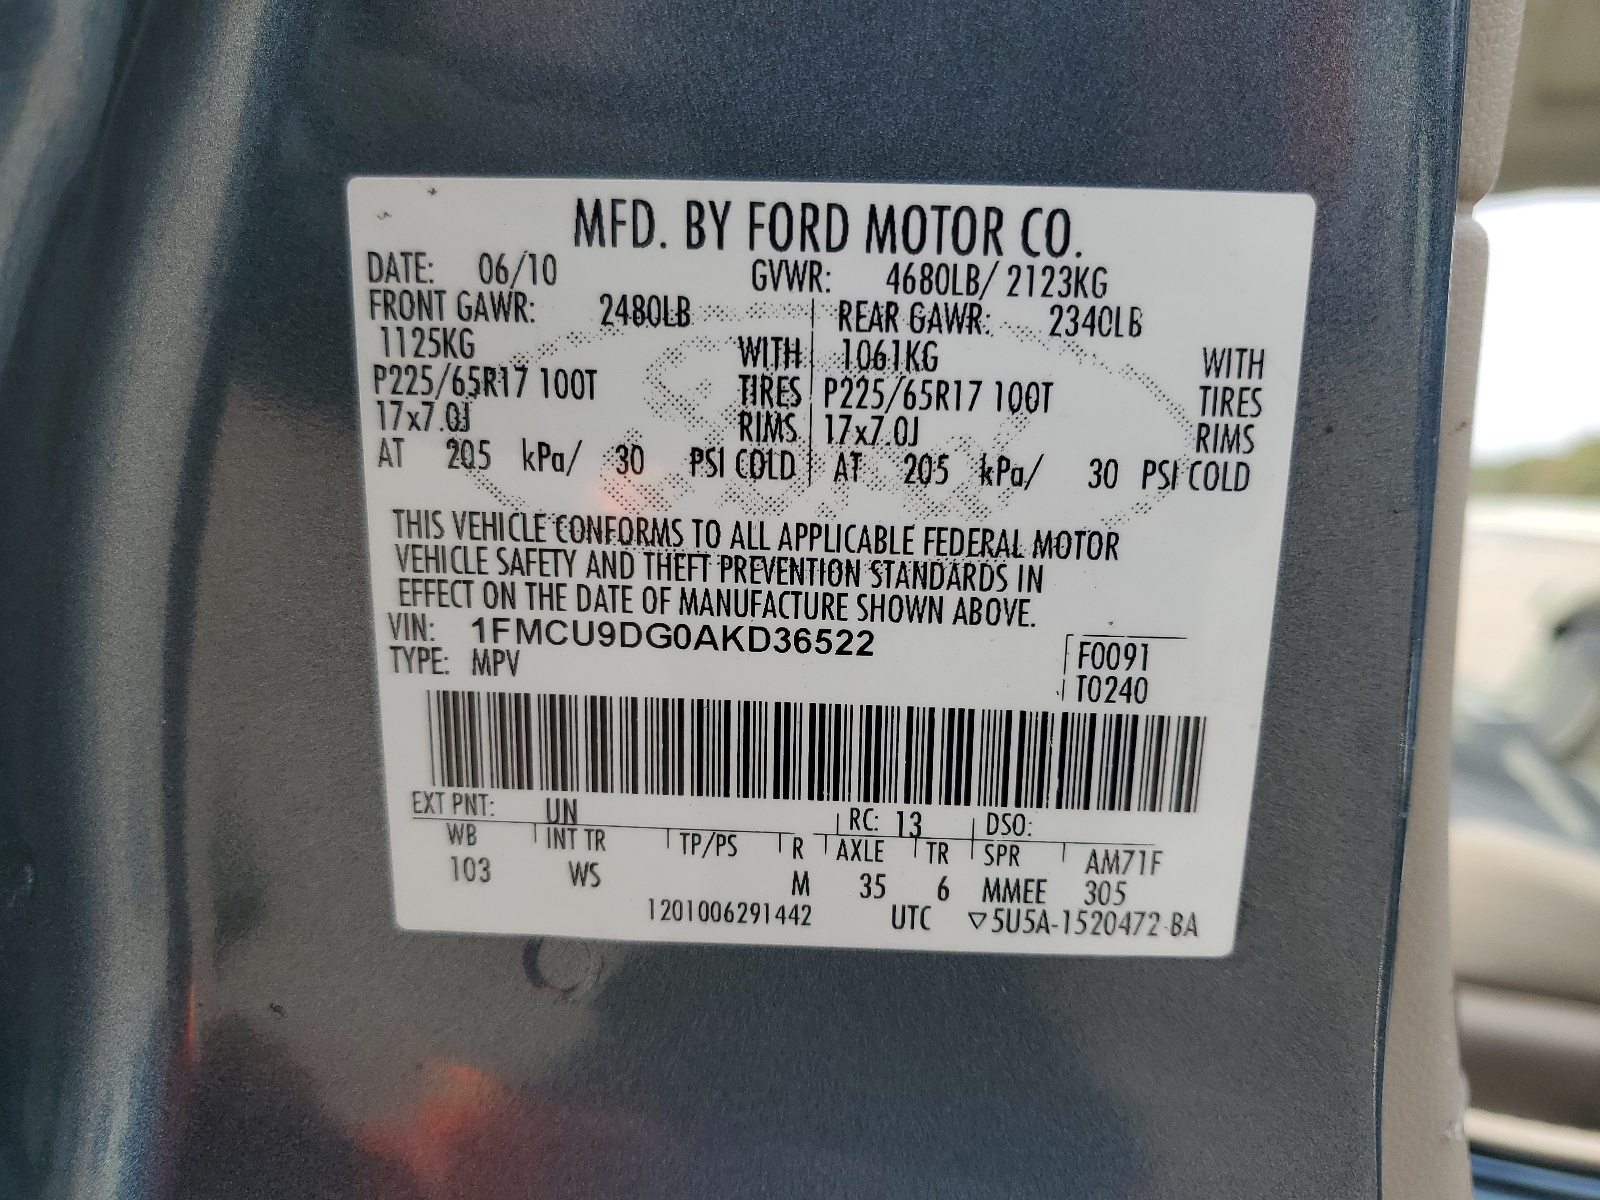 MFD. BY FORD MOTOR CO.
DATE: 06/10 GVWR: 4680LB/ 2123KG
FRONT GAWR: 2480LB REAR GAWR: 2340LB
1125KG WITH 1061KG WITH
P225/65R17 100T TIRES P225/65R17 100T TIRES
17x7.0J RIMS 17x7.0J RIMS
AT 205 kPa/ 30 PSI COLD AT 205 kPa/ 30 PSI COLD
THIS VEHICLE CONFORMS TO ALL APPLICABLE FEDERAL MOTOR
VEHICLE SAFETY AND THEFT PREVENTION STANDARDS IN
EFFECT ON THE DATE OF MANUFACTURE SHOWN ABOVE.
VIN: 1FMCU9DG0AKD36522 F0091
TYPE: MPV T0240
EXT PNT: UN RC: 13 DSO:
WB INT TR TP/PS R AXLE TR SPR AM71F
103 WS M 35 6 MMEE 305
1201006291442 UTC ▽5U5A-1520472-BA